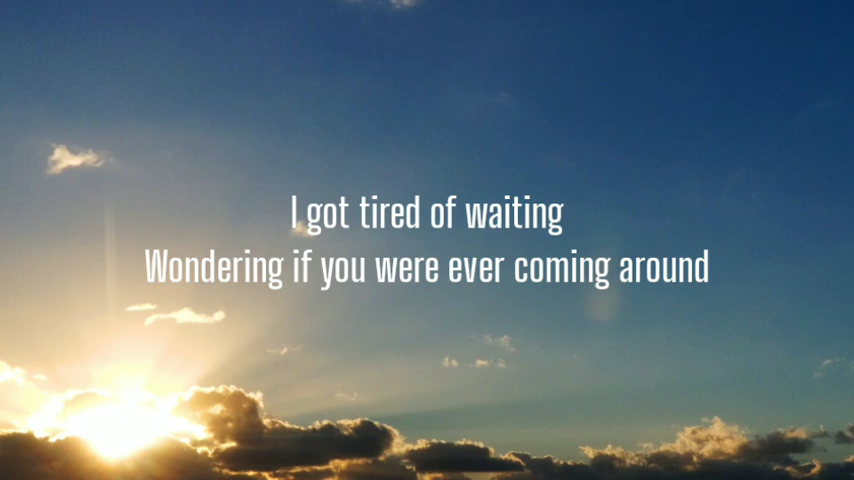 I got tired of waiting
Wondering if you were ever coming around